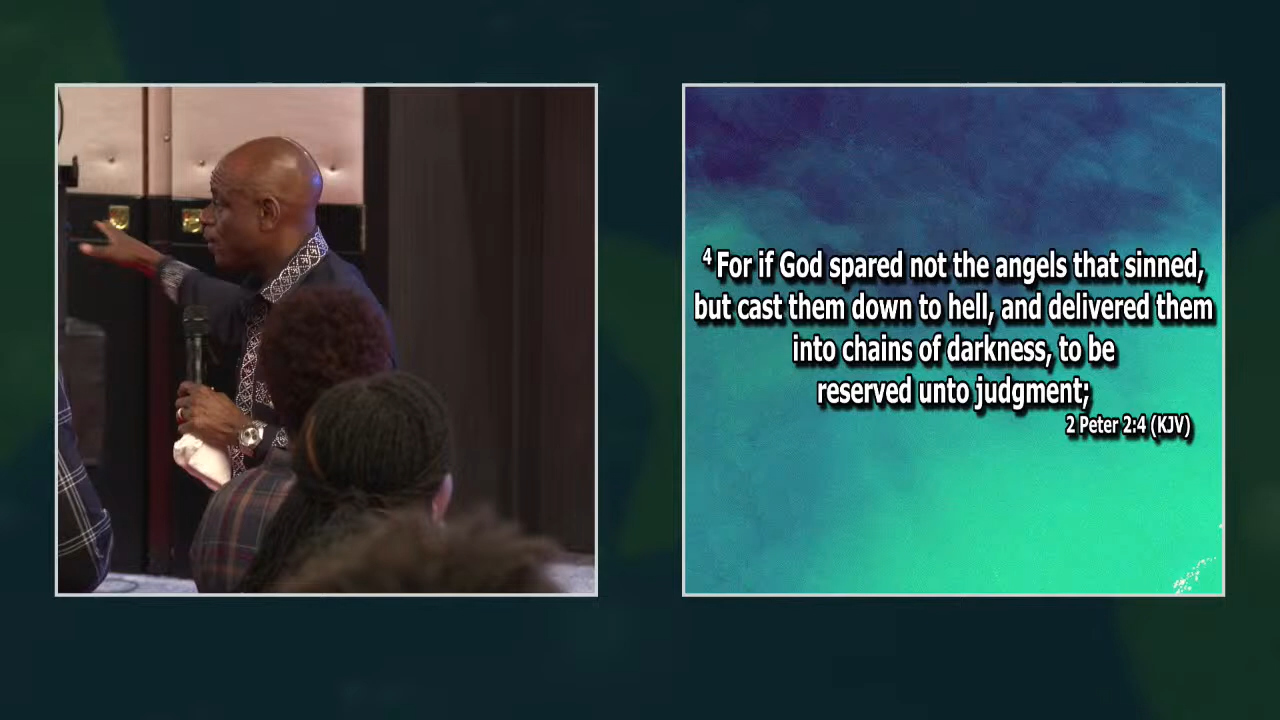 4 For if God spared not the angels that sinned,
but cast them down to hell, and delivered them
into chains of darkness, to be
reserved unto judgment;
2 Peter 2:4 (KJV)